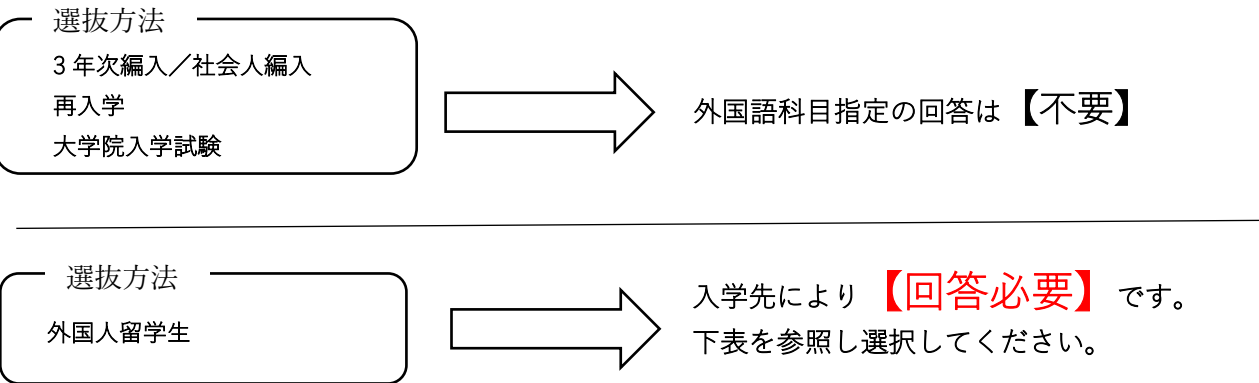 選抜方法
3年次編入／社会人編入
再入学
大学院入学試験
外国語科目指定の回答は【不要】
選抜方法
外国人留学生
入学先により【回答必要】です。
下表を参照し選択してください。